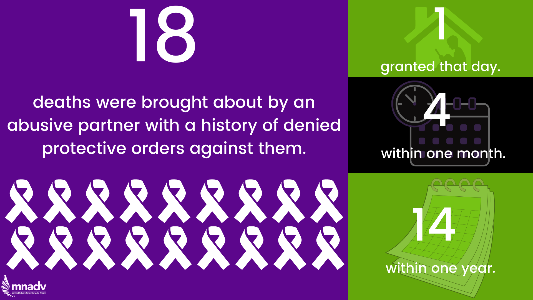 18
deaths were brought about by an
abusive partner with a history of denied
protective orders against them.
1
granted that day.
4
within one month.
14
within one year.
mnadv